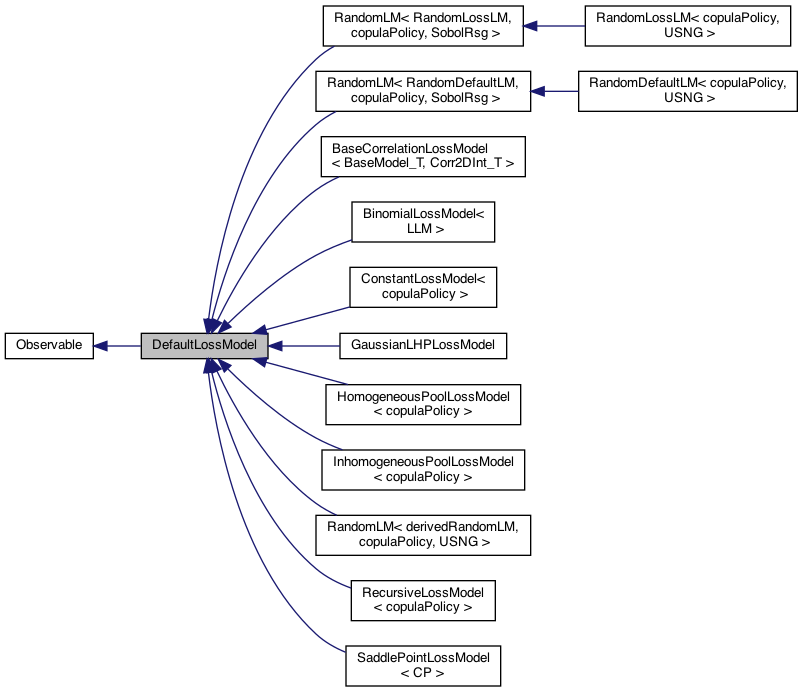 RandomLM< RandomLossLM,
copulaPolicy, SobolRsg >
RandomLossLM< copulaPolicy,
USNG >
RandomLM< RandomDefaultLM,
copulaPolicy, SobolRsg >
RandomDefaultLM< copulaPolicy,
USNG >
BaseCorrelationLossModel
< BaseModel_T, Corr2DInt_T >
BinomialLossModel<
LLM >
ConstantLossModel<
copulaPolicy >
Observable
DefaultLossModel
GaussianLHPLossModel
HomogeneousPoolLossModel
< copulaPolicy >
InhomogeneousPoolLossModel
< copulaPolicy >
RandomLM< derivedRandomLM,
copulaPolicy, USNG >
RecursiveLossModel
< copulaPolicy >
SaddlePointLossModel
< CP >